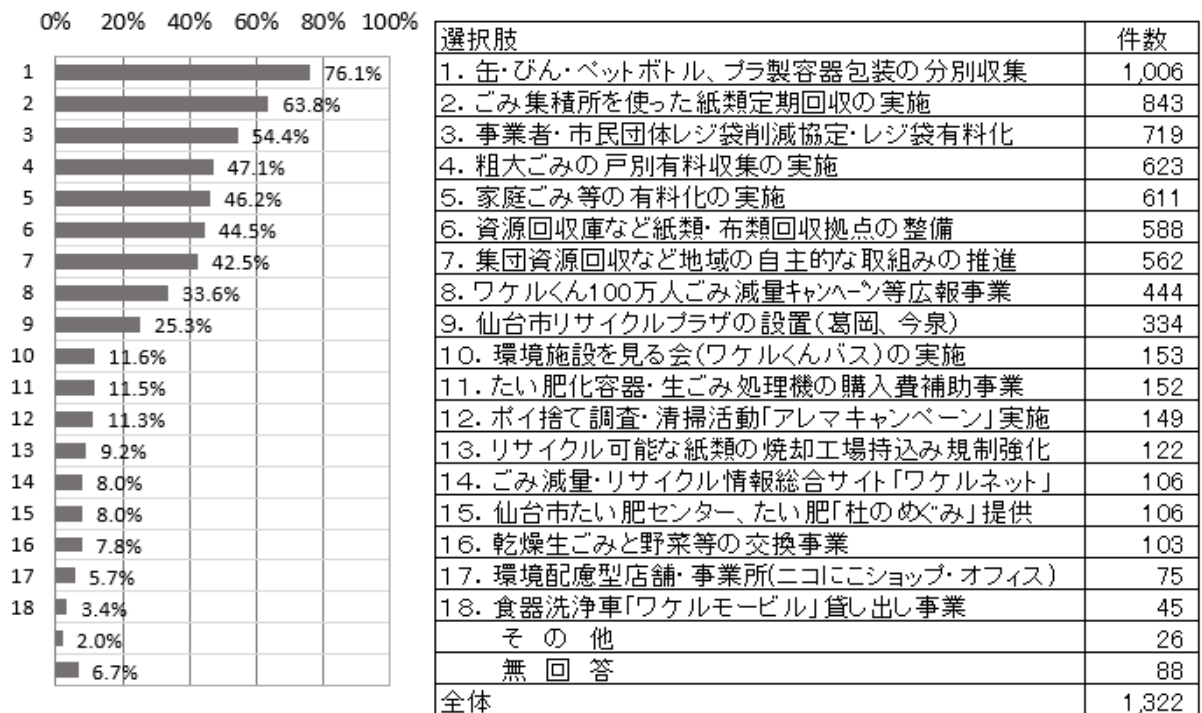 0% 20% 40% 60% 80% 100%
1 76.1%
2 63.8%
3 54.4%
4 47.1%
5 46.2%
6 44.5%
7 42.5%
8 33.6%
9 25.3%
10 11.6%
11 11.5%
12 11.3%
13 9.2%
14 8.0%
15 8.0%
16 7.8%
17 5.7%
18 3.4%
2.0%
6.7%
選択肢 件数
1. 缶・びん・ペットボトル、プラ製容器包装の分別収集 1,006
2. ごみ集積所を使った紙類定期回収の実施 843
3. 事業者・市民団体レジ袋削減協定・レジ袋有料化 719
4. 粗大ごみの戸別有料収集の実施 623
5. 家庭ごみ等の有料化の実施 611
6. 資源回収庫など紙類・布類回収拠点の整備 588
7. 集団資源回収など地域の自主的な取組みの推進 562
8. ワケルくん100万人ごみ減量ｷｬﾝﾍﾟｰﾝ等広報事業 444
9. 仙台市リサイクルプラザの設置(葛岡、今泉) 334
10. 環境施設を見る会(ワケルくんバス)の実施 153
11. たい肥化容器・生ごみ処理機の購入費補助事業 152
12. ポイ捨て調査・清掃活動「アレマキャンペーン」実施 149
13. リサイクル可能な紙類の焼却工場持込み規制強化 122
14. ごみ減量・リサイクル情報総合サイト「ワケルネット」 106
15. 仙台市たい肥センター、たい肥「杜のめぐみ」提供 106
16. 乾燥生ごみと野菜等の交換事業 103
17. 環境配慮型店舗・事業所(ニコにこショップ・オフィス) 75
18. 食器洗浄車「ワケルモービル」貸し出し事業 45
その他 26
無回答 88
全体 1,322